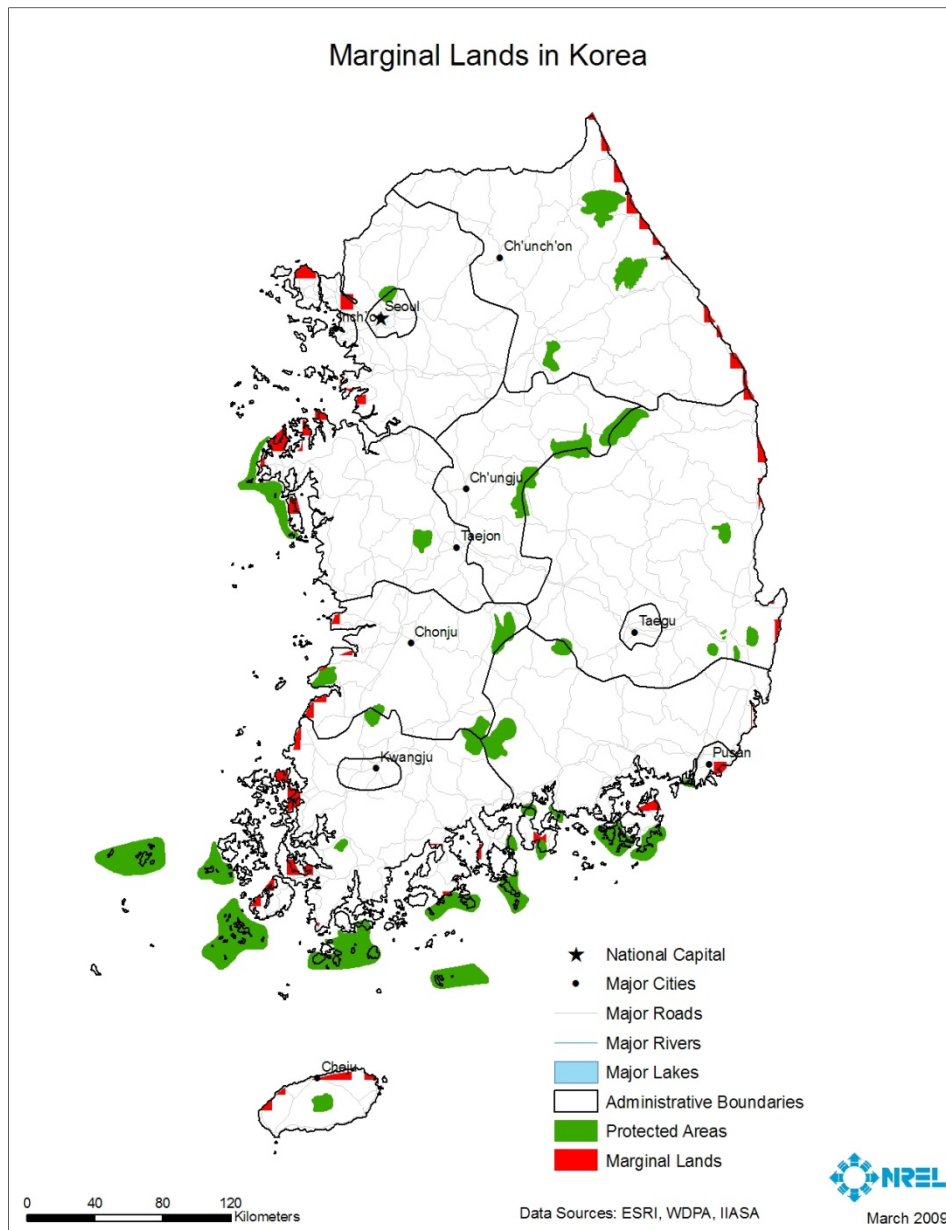 Marginal Lands in Korea
Ch'unch'on
Seoul
Ch'ungju
Taejon
Chonju
Taegu
Pusan
Kwangju
Cheju
National Capital
Major Cities
Major Roads
Major Rivers
Major Lakes
Administrative Boundaries
Protected Areas
Marginal Lands
0 40 80 120
Kilometers
Data Sources: ESRI, WDPA, IIASA
NREL
March 2009